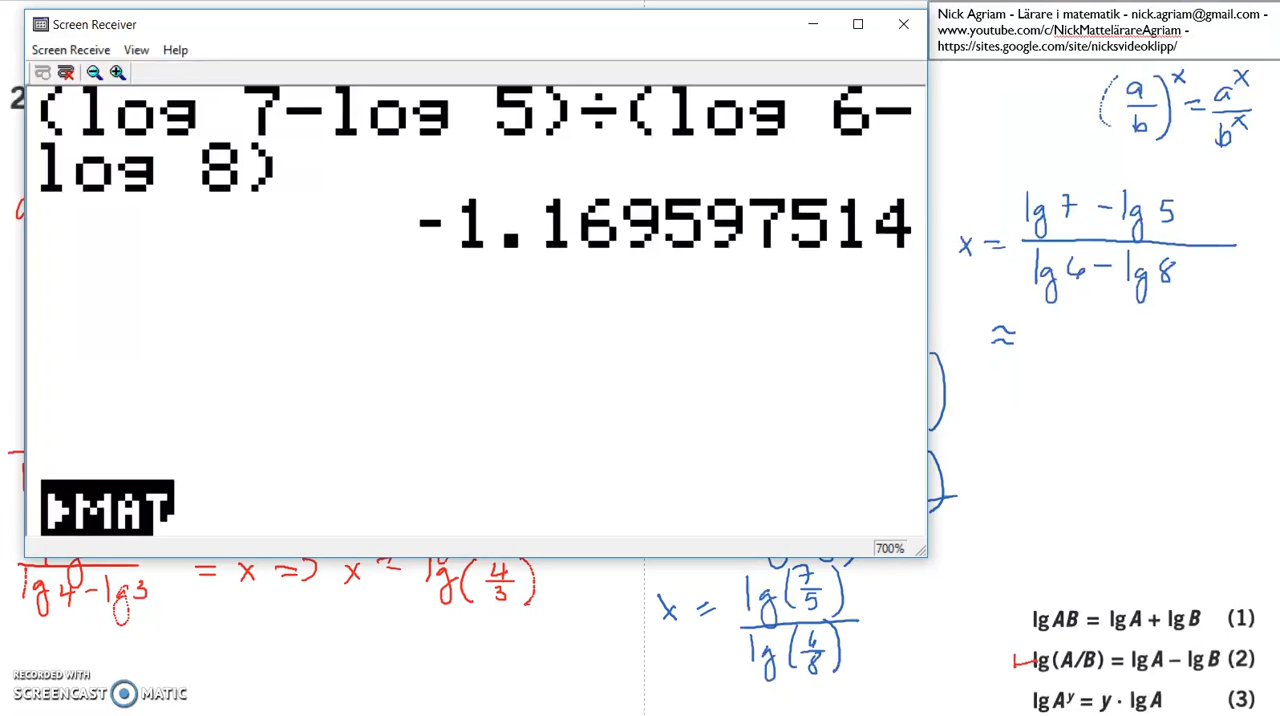 Screen Receiver
Screen Receive View Help
(log 7-log 5)÷(log 6-
log 8)
-1.169597514
▶MAT
700%
Nick Agriam - Lärare i matematik - nick.agriam@gmail.com -
www.youtube.com/c/NickMattelärareAgriam -
https://sites.google.com/site/nicksvideoklipp/
(a/b)^x = a^x/b^x
x = (lg 7 - lg 5)/(lg 6 - lg 8)
≈
2
lg 4 - lg 3 = x => x = lg(4/3)
x = lg(7/5)/lg(6/8)
lg AB = lg A + lg B (1)
lg(A/B) = lg A − lg B (2)
lg A^y = y · lg A (3)
RECORDED WITH
SCREENCAST MATIC